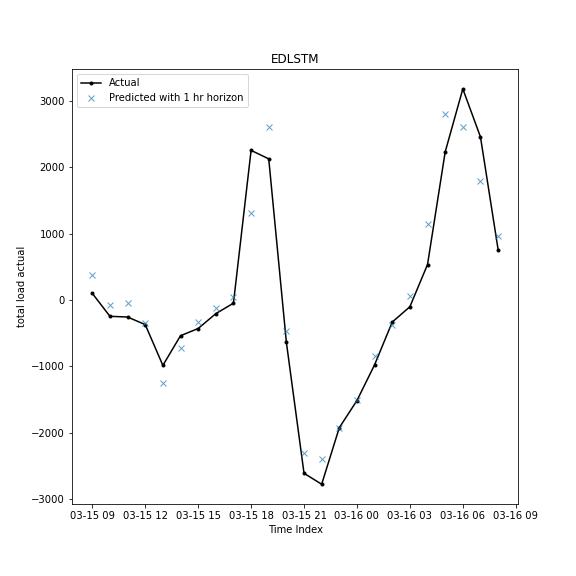 EDLSTM
Actual
Predicted with 1 hr horizon
total load actual
3000
2000
1000
0
−1000
−2000
−3000
03-15 09 03-15 12 03-15 15 03-15 18 03-15 21 03-16 00 03-16 03 03-16 06 03-16 09
Time Index